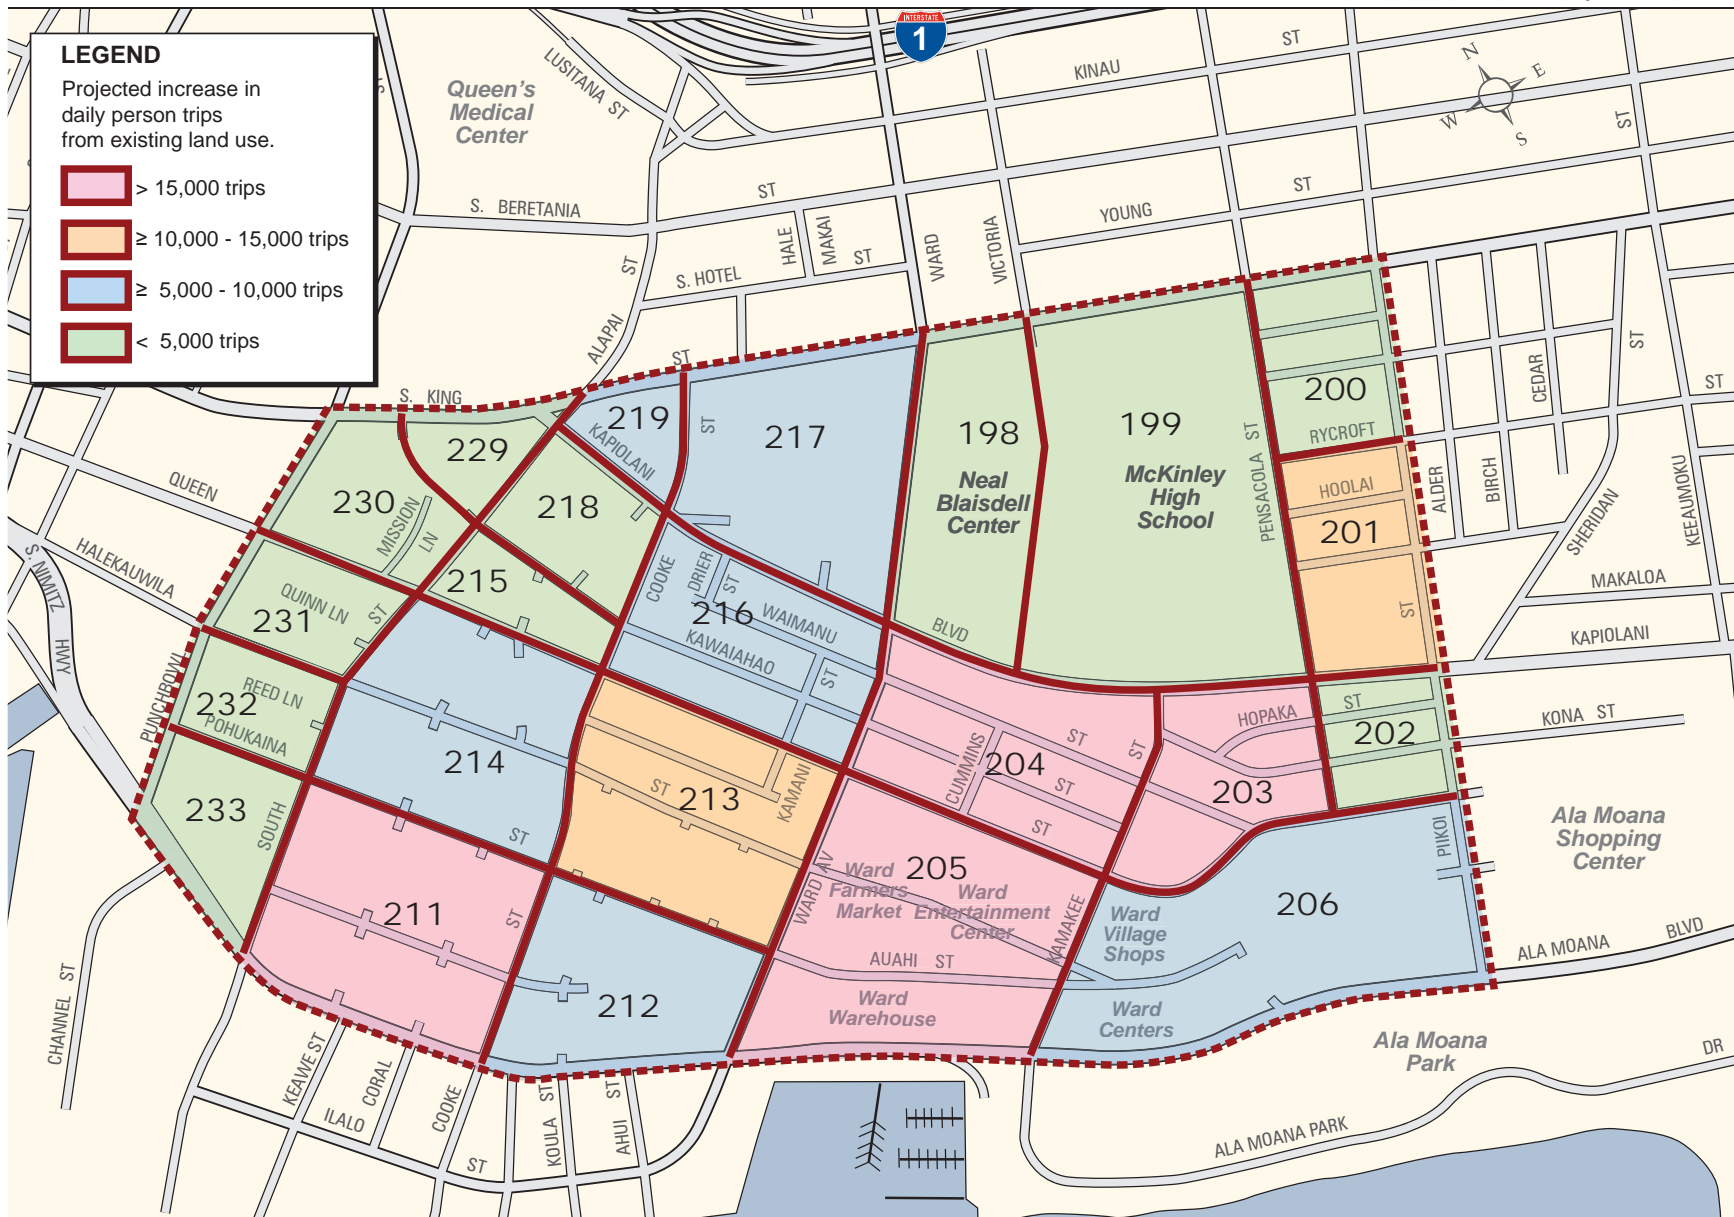 LEGEND
Projected increase in
daily person trips
from existing land use.
> 15,000 trips
≥ 10,000 - 15,000 trips
≥ 5,000 - 10,000 trips
< 5,000 trips
INTERSTATE
1
N
E
W
S
Queen's
Medical
Center
LUSITANA ST
KINAU
ST
ST
S. BERETANIA
ST
YOUNG
ST
HALE
MAKAI
ST
S. HOTEL
ST
WARD
VICTORIA
ALAPAI
ST
S. KING
ST
KAPIOLANI
219
217
198
Neal
Blaisdell
Center
199
McKinley
High
School
PENSACOLA ST
200
RYCROFT
HOOLAI
201
ST
ALDER
BIRCH
CEDAR
ST
SHERIDAN
KEEAUMOKU
ST
MAKALOA
KAPIOLANI
KONA ST
229
230
MISSION
LN
218
215
QUEEN
HALEKAUWILA
S. NIMITZ
HWY
PUNCHBOWL
231
QUINN LN
ST
232
REED LN
POHUKAINA
233
SOUTH
COOKE
DRIER
ST
216
WAIMANU
KAWAIAHAO
ST
BLVD
214
ST
213
ST
KAMANI
CUMMINS
204
ST
ST
ST
ST
HOPAKA
ST
203
202
211
ST
212
WARD AV
205
Ward
Farmers
Market
Ward
Entertainment
Center
AUAHI ST
Ward
Warehouse
KAMAKEE
Ward
Village
Shops
Ward
Centers
206
PIIKOI
Ala Moana
Shopping
Center
ALA MOANA
BLVD
Ala Moana
Park
DR
ALA MOANA PARK
CHANNEL ST
KEAWE ST
CORAL
ILALO
COOKE
ST
KOULA ST
AHUI ST